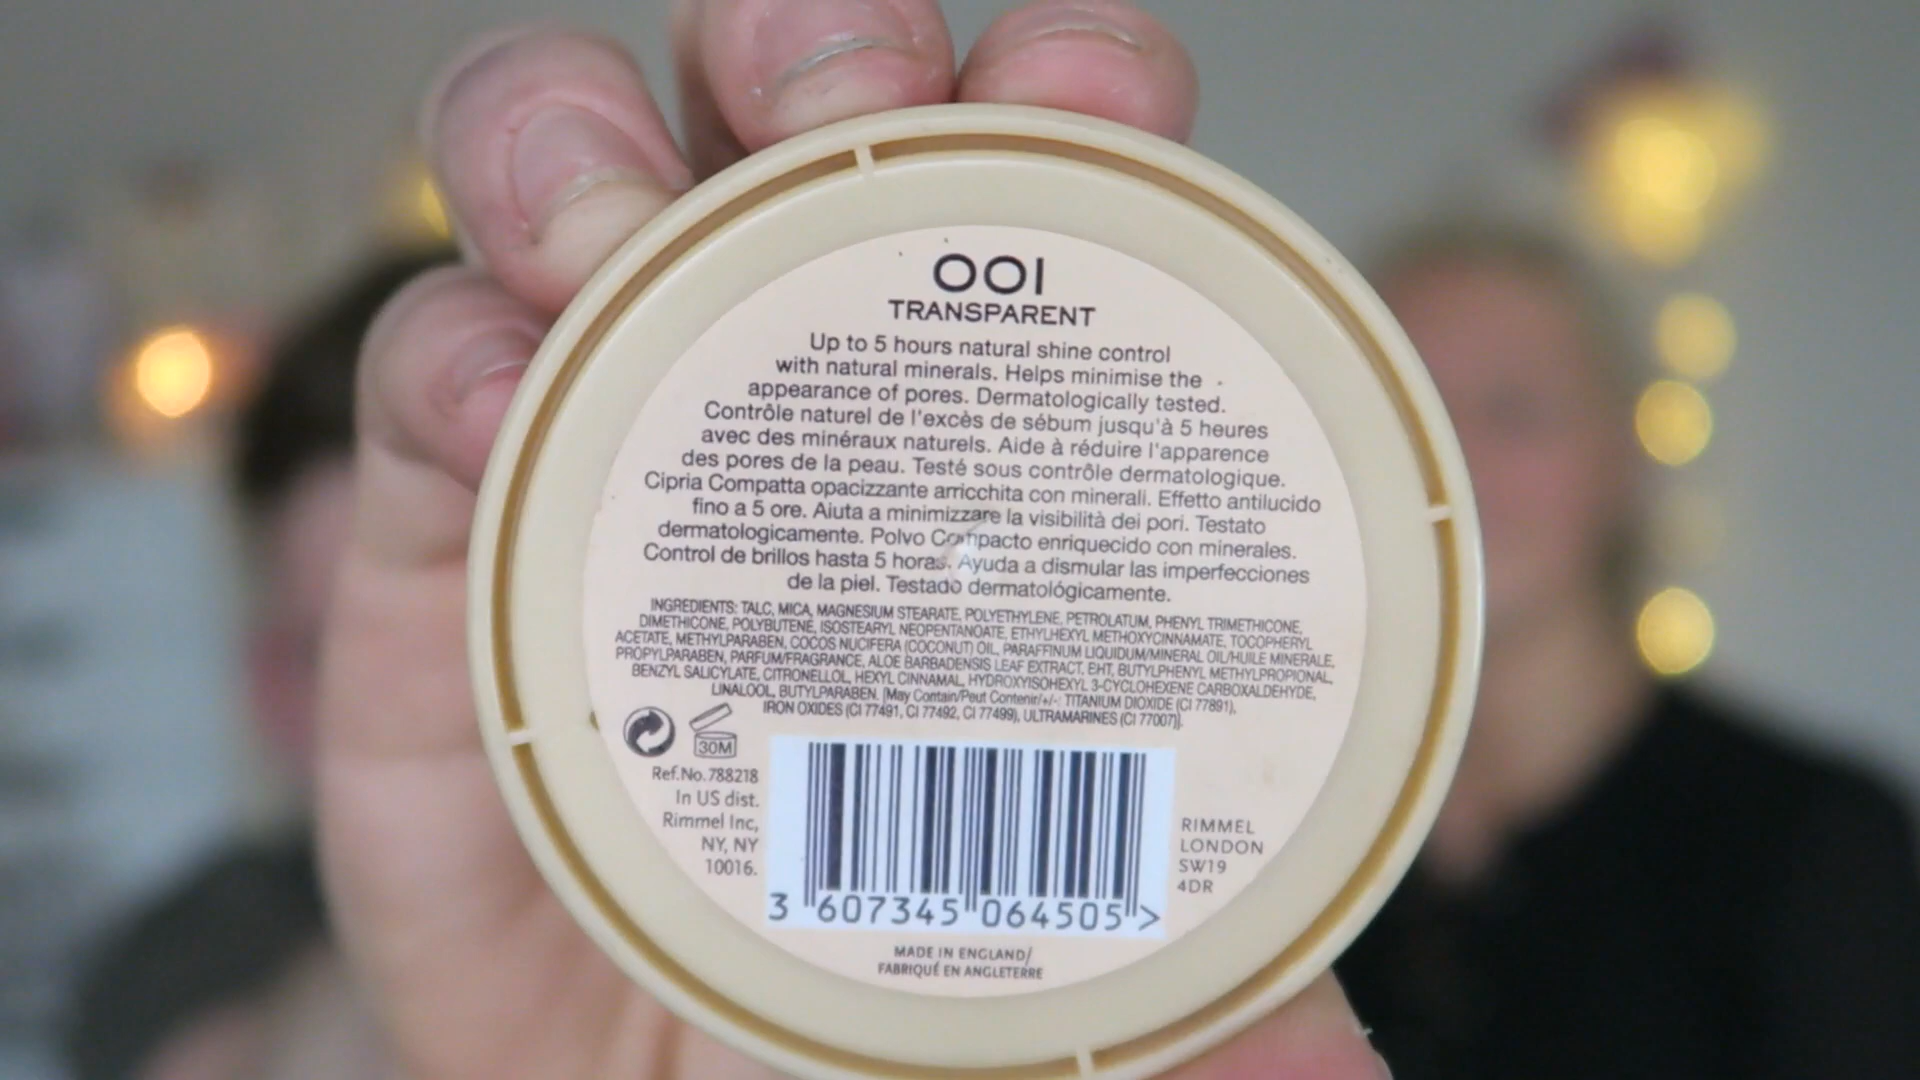 001
TRANSPARENT
Up to 5 hours natural shine control
with natural minerals. Helps minimise the
appearance of pores. Dermatologically tested.
Contrôle naturel de l'excès de sébum jusqu'à 5 heures
avec des minéraux naturels. Aide à réduire l'apparence
des pores de la peau. Testé sous contrôle dermatologique.
Cipria Compatta opacizzante arricchita con minerali. Effetto antilucido
fino a 5 ore. Aiuta a minimizzare la visibilità dei pori. Testato
dermatologicamente. Polvo Compacto enriquecido con minerales.
Control de brillos hasta 5 horas. Ayuda a dismular las imperfecciones
de la piel. Testado dermatológicamente.
INGREDIENTS: TALC, MICA, MAGNESIUM STEARATE, POLYETHYLENE, PETROLATUM, PHENYL TRIMETHICONE,
DIMETHICONE, POLYBUTENE, ISOSTEARYL NEOPENTANOATE, ETHYLHEXYL METHOXYCINNAMATE, TOCOPHERYL
ACETATE, METHYLPARABEN, COCOS NUCIFERA (COCONUT) OIL, PARAFFINUM LIQUIDUM/MINERAL OIL/HUILE MINERALE,
PROPYLPARABEN, PARFUM/FRAGRANCE, ALOE BARBADENSIS LEAF EXTRACT, EHT, BUTYLPHENYL METHYLPROPIONAL,
BENZYL SALICYLATE, CITRONELLOL, HEXYL CINNAMAL, HYDROXYISOHEXYL 3-CYCLOHEXENE CARBOXALDEHYDE,
LINALOOL, BUTYLPARABEN. [May Contain/Peut Contenir/+/-: TITANIUM DIOXIDE (CI 77891),
IRON OXIDES (CI 77491, CI 77492, CI 77499), ULTRAMARINES (CI 77007)].
30M
Ref.No. 788218
In US dist.
Rimmel Inc,
NY, NY
10016.
3 607345 064505 >
RIMMEL
LONDON
SW19
4DR
MADE IN ENGLAND/
FABRIQUÉ EN ANGLETERRE